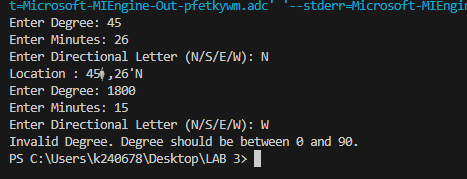 t=Microsoft-MIEngine-Out-pfetkywm.adc' '--stderr=Microsoft-MIEngi
Enter Degree: 45
Enter Minutes: 26
Enter Directional Letter (N/S/E/W): N
Location : 45°,26'N
Enter Degree: 1800
Enter Minutes: 15
Enter Directional Letter (N/S/E/W): W
Invalid Degree. Degree should be between 0 and 90.
PS C:\Users\k240678\Desktop\LAB 3>